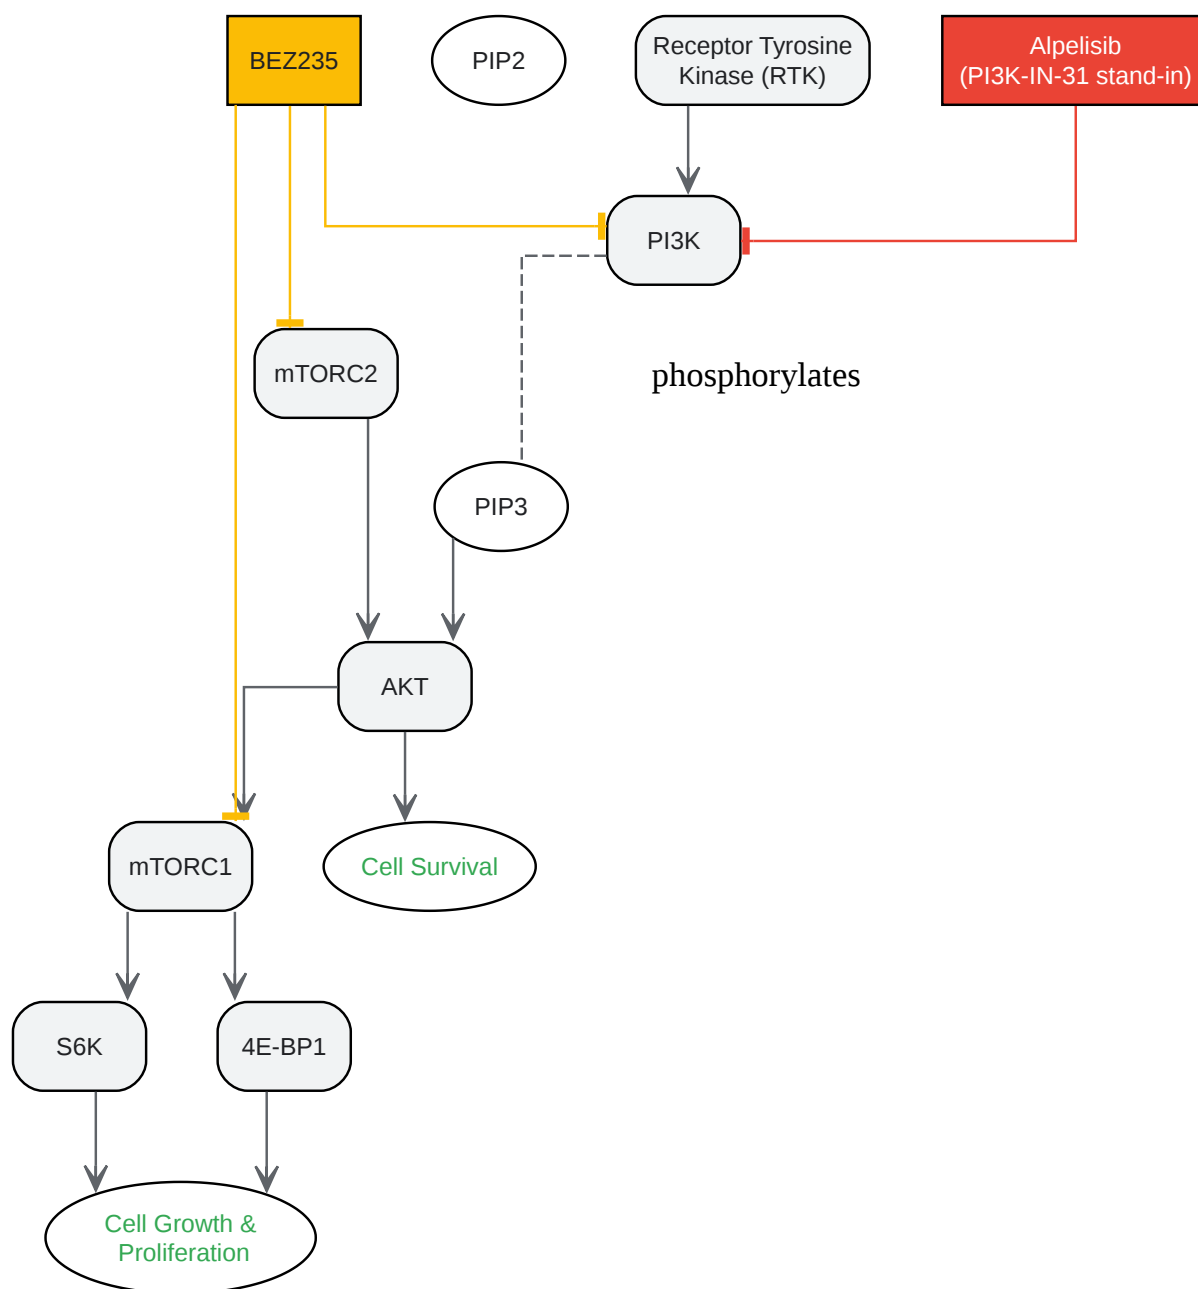 BEZ235
PIP2
Receptor Tyrosine
Kinase (RTK)
Alpelisib
(PI3K-IN-31 stand-in)
PI3K
mTORC2
phosphorylates
PIP3
AKT
mTORC1
Cell Survival
S6K
4E-BP1
Cell Growth &
Proliferation